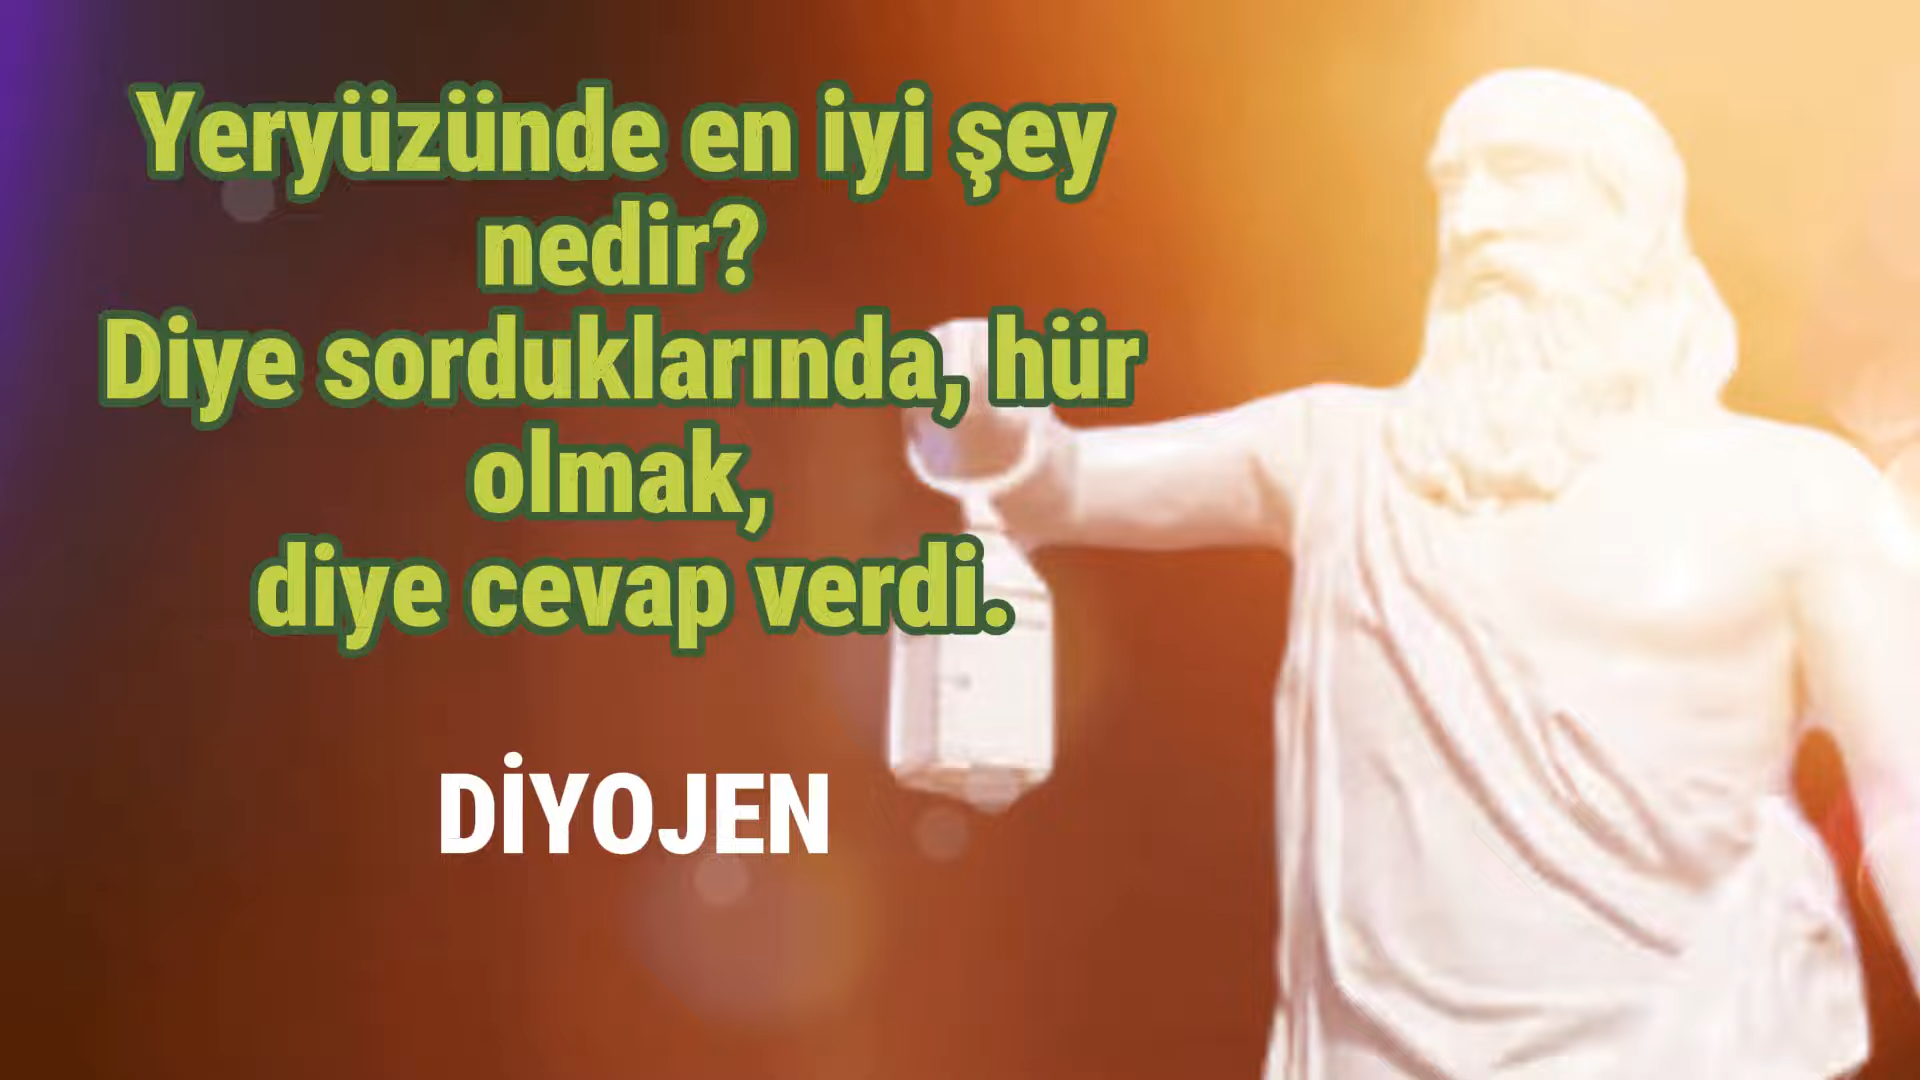 Yeryüzünde en iyi şey
nedir?
Diye sorduklarında, hür
olmak,
diye cevap verdi.
DİYOJEN